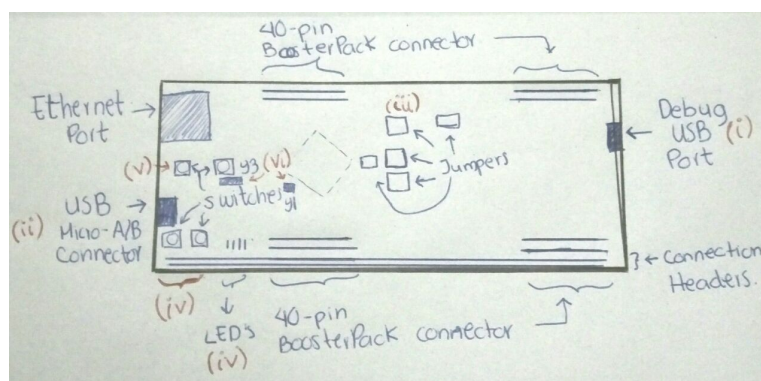 40-pin
BoosterPack connector
Ethernet
Port
(iii)
Debug
USB (i)
Port
(v)
y3 (vi)
Jumpers
switches
y1
USB
(ii) Micro-A/B
Connector
Connection
Headers.
(iv)
LED's
(iv)
40-pin
BoosterPack connector